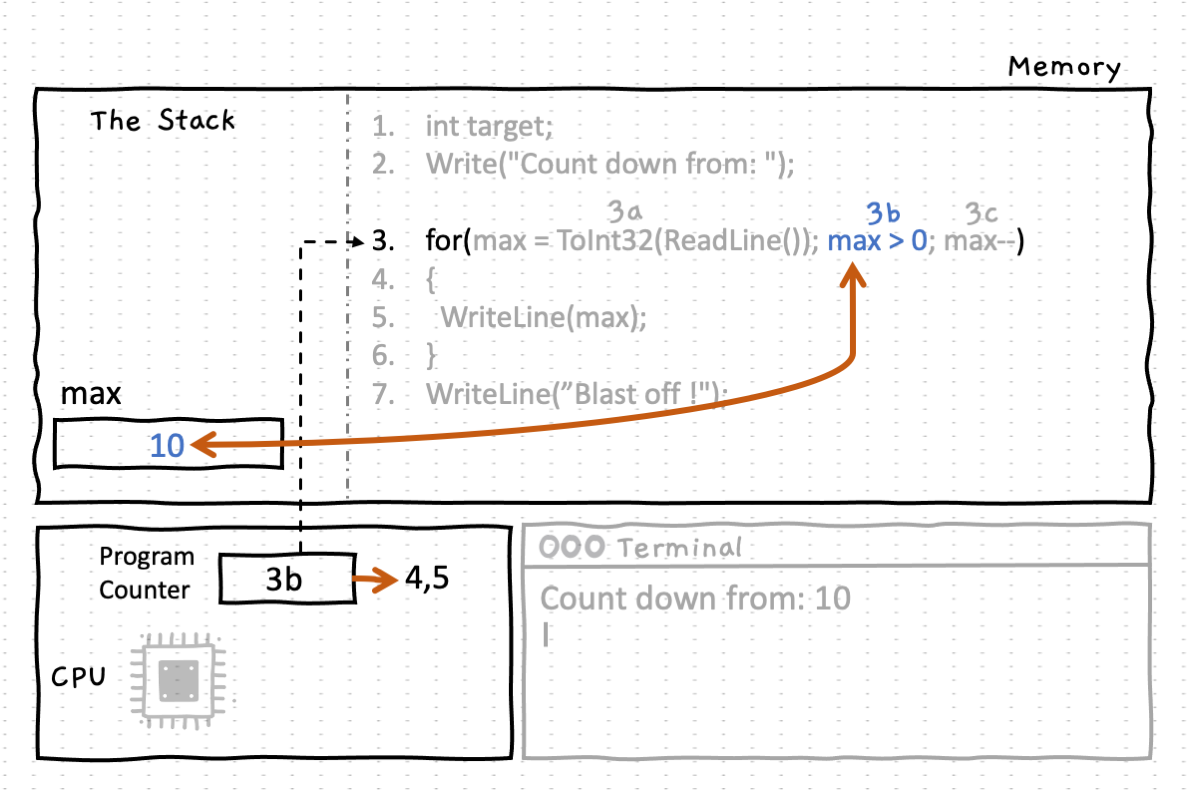 Memory
The Stack
1. int target;
2. Write("Count down from: ");
3a 3b 3c
3. for(max = ToInt32(ReadLine()); max > 0; max--)
4. {
5. WriteLine(max);
6. }
7. WriteLine(”Blast off !");
max
10
Program
Counter
3b
4,5
CPU
Terminal
Count down from: 10